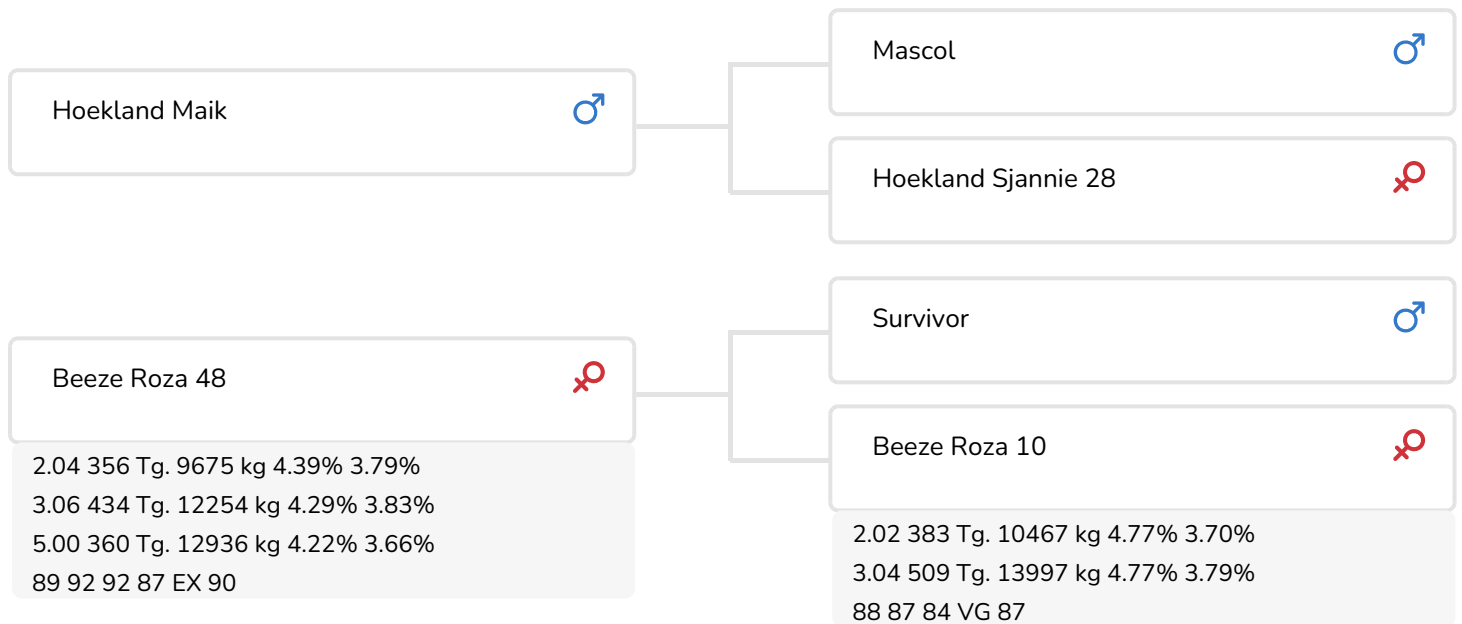 Hoekland Maik
Mascol
Hoekland Sjannie 28
Beeze Roza 48
2.04 356 Tg. 9675 kg 4.39% 3.79%
3.06 434 Tg. 12254 kg 4.29% 3.83%
5.00 360 Tg. 12936 kg 4.22% 3.66%
89 92 92 87 EX 90
Survivor
Beeze Roza 10
2.02 383 Tg. 10467 kg 4.77% 3.70%
3.04 509 Tg. 13997 kg 4.77% 3.79%
88 87 84 VG 87